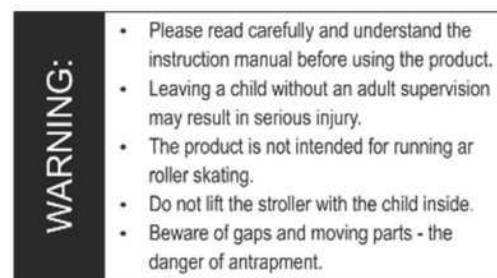 WARNING:
• Please read carefully and understand the
instruction manual before using the product.
• Leaving a child without an adult supervision
may result in serious injury.
• The product is not intended for running ar
roller skating.
• Do not lift the stroller with the child inside.
• Beware of gaps and moving parts - the
danger of antrapment.